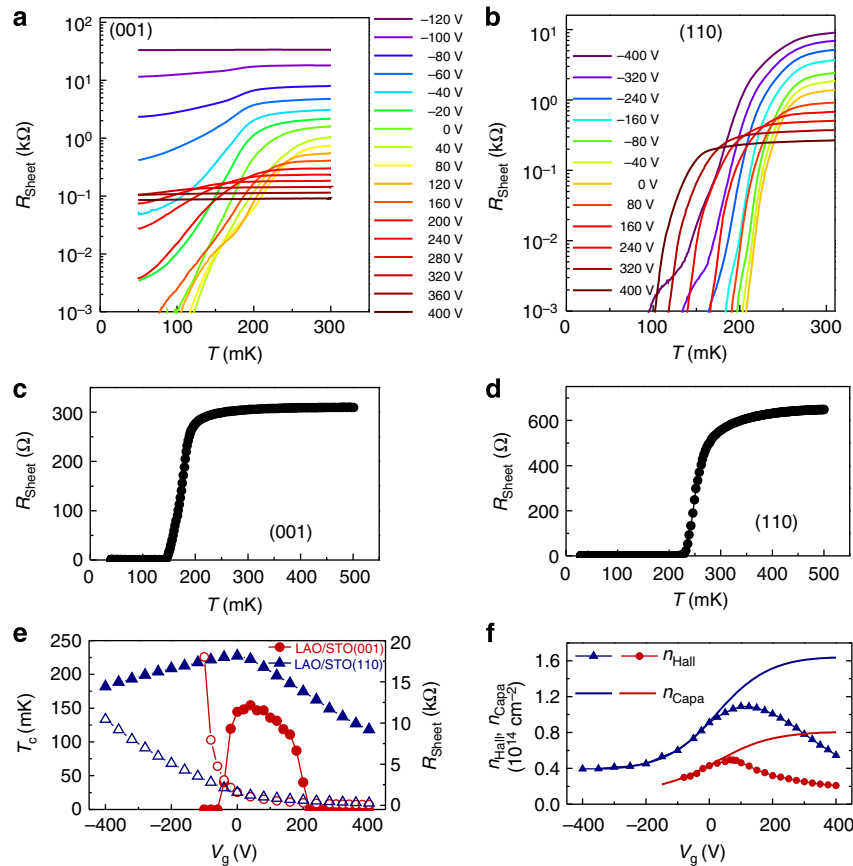 a
(001)
10²
10¹
10⁰
10⁻¹
10⁻²
10⁻³
R_Sheet (kΩ)
0 100 200 300
T (mK)
−120 V
−100 V
−80 V
−60 V
−40 V
−20 V
0 V
40 V
80 V
120 V
160 V
200 V
240 V
280 V
320 V
360 V
400 V
b
(110)
10¹
10⁰
10⁻¹
10⁻²
10⁻³
R_Sheet (kΩ)
−400 V
−320 V
−240 V
−160 V
−80 V
−40 V
0 V
80 V
160 V
240 V
320 V
400 V
0 100 200 300
T (mK)
c
300
200
100
0
R_Sheet (Ω)
(001)
0 100 200 300 400 500
T (mK)
d
600
400
200
0
R_Sheet (Ω)
(110)
0 100 200 300 400 500
T (mK)
e
250
200
150
100
50
0
T_c (mK)
LAO/STO(001)
LAO/STO(110)
20
15
10
5
0
R_Sheet (kΩ)
−400 −200 0 200 400
V_g (V)
f
1.6
1.2
0.8
0.4
0.0
n_Hall, n_Capa
(10¹⁴ cm⁻²)
n_Hall
n_Capa
−400 −200 0 200 400
V_g (V)